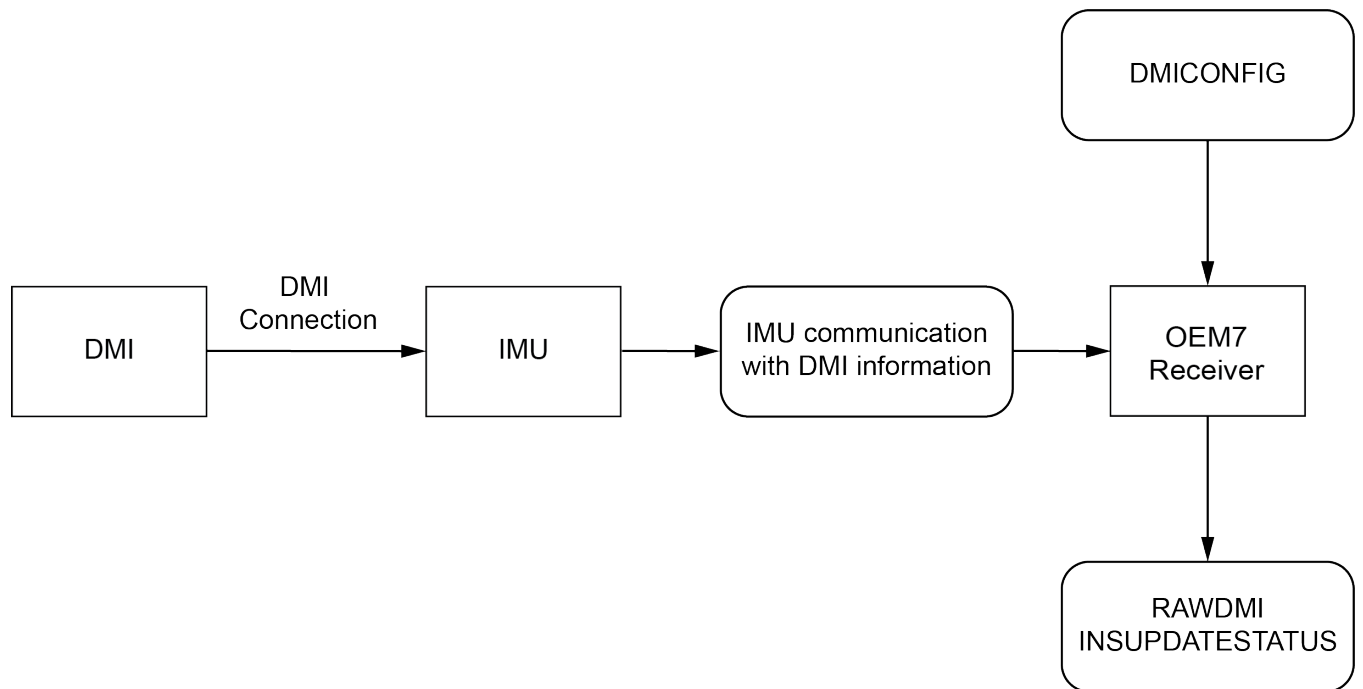 DMICONFIG
DMI
DMI
Connection
IMU
IMU communication
with DMI information
OEM7
Receiver
RAWDMI
INSUPDATESTATUS